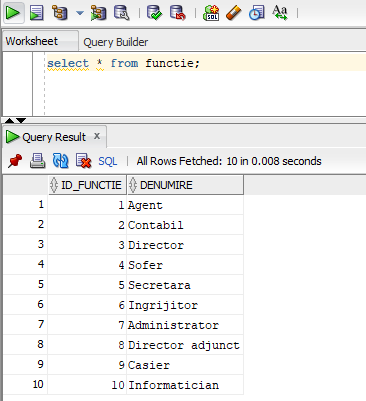 SQL
Aa
Worksheet Query Builder
select * from functie;
Query Result x
SQL | All Rows Fetched: 10 in 0.008 seconds
ID_FUNCTIE DENUMIRE
1 1 Agent
2 2 Contabil
3 3 Director
4 4 Sofer
5 5 Secretara
6 6 Ingrijitor
7 7 Administrator
8 8 Director adjunct
9 9 Casier
10 10 Informatician